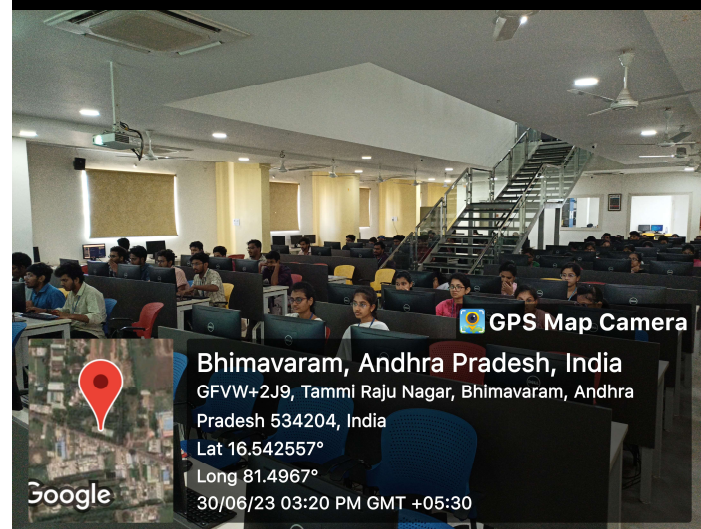 GPS Map Camera
Bhimavaram, Andhra Pradesh, India
GFVW+2J9, Tammi Raju Nagar, Bhimavaram, Andhra
Pradesh 534204, India
Lat 16.542557°
Long 81.4967°
30/06/23 03:20 PM GMT +05:30
Google